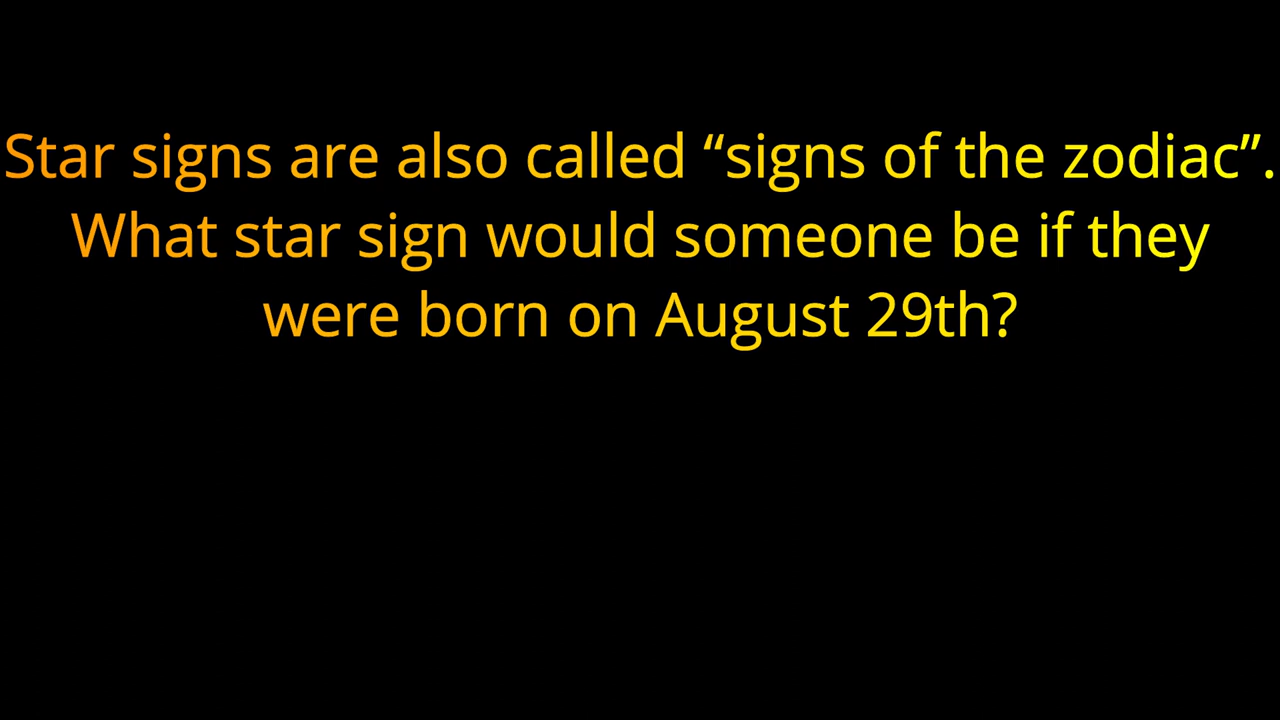 Star signs are also called “signs of the zodiac”.
What star sign would someone be if they
were born on August 29th?